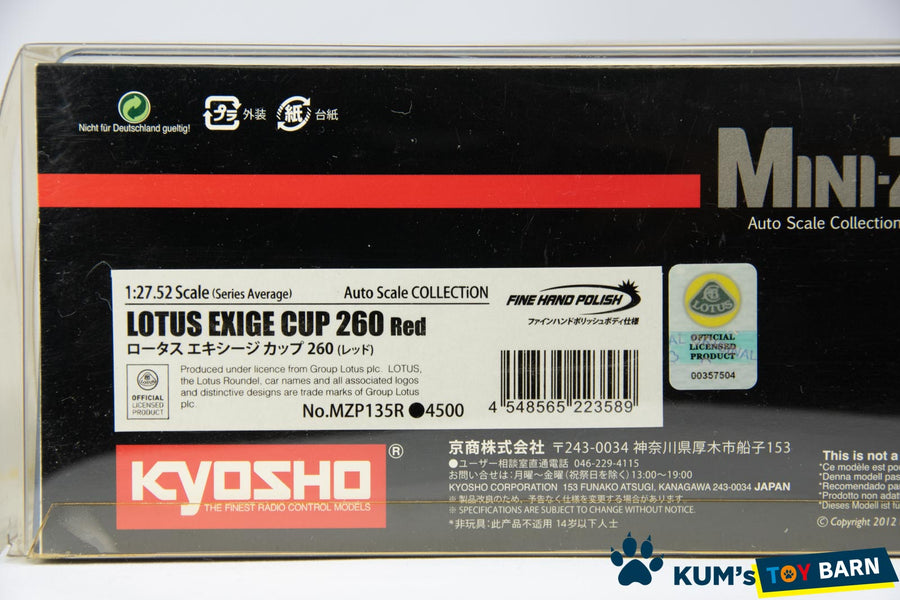 Nicht für Deutschland gueltig!
プラ 外装 紙 台紙
MINI-Z
Auto Scale Collection
1:27.52 Scale (Series Average) Auto Scale COLLECTiON
LOTUS EXIGE CUP 260 Red
ロータス エキシージ カップ 260 (レッド)
Produced under licence from Group Lotus plc. LOTUS,
the Lotus Roundel, car names and all associated logos
and distinctive designs are trade marks of Group Lotus
plc.
OFFICIAL
LICENSED
PRODUCT
No.MZP135R ●4500
FINE HAND POLISH
ファインハンドポリッシュボディ仕様
4 548565 223589
LOTUS
OFFICIAL
LICENSED
PRODUCT
00357504
KYOSHO®
THE FINEST RADIO CONTROL MODELS
京商株式会社 〒243-0034 神奈川県厚木市船子153
●ユーザー相談室直通電話 046-229-4115
お問い合せは:月曜~金曜(祝祭日を除く)13:00~19:00
KYOSHO CORPORATION 153 FUNAKO ATSUGI, KANAGAWA 243-0034 JAPAN
※ 製品改良のため、予告なく仕様を変更する場合があります。
※ SPECIFICATIONS ARE SUBJECT TO CHANGE WITHOUT NOTICE.
*非玩具:此产品不适用 14岁以下人士
This is not a
*Ce modèle est pou
*Denna modell pas
*Recomendado pa
*Prodotto non adat
*Dieses Modell ist fü
© Copyright 2012
KUM's TOY BARN